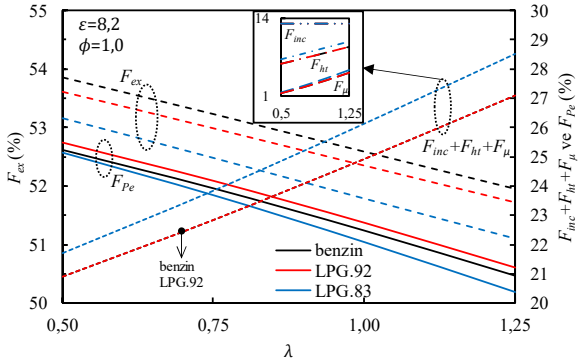 ε=8,2
ϕ=1,0
55
54
53
52
51
50
F_ex (%)
30
29
28
27
26
25
24
23
22
21
20
F_inc+F_ht+F_μ ve F_Pe (%)
14
1
0,5
1,25
F_inc
F_ht
F_μ
F_ex
F_Pe
F_inc+F_ht+F_μ
benzin
LPG.92
benzin
LPG.92
LPG.83
0,50
0,75
1,00
1,25
λ